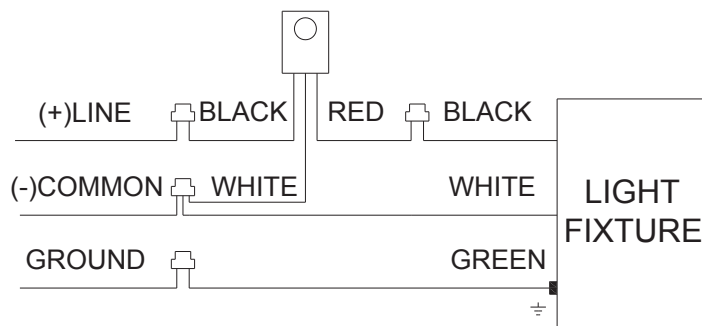 (+)LINE BLACK RED BLACK
(-)COMMON WHITE WHITE
LIGHT
FIXTURE
GROUND GREEN